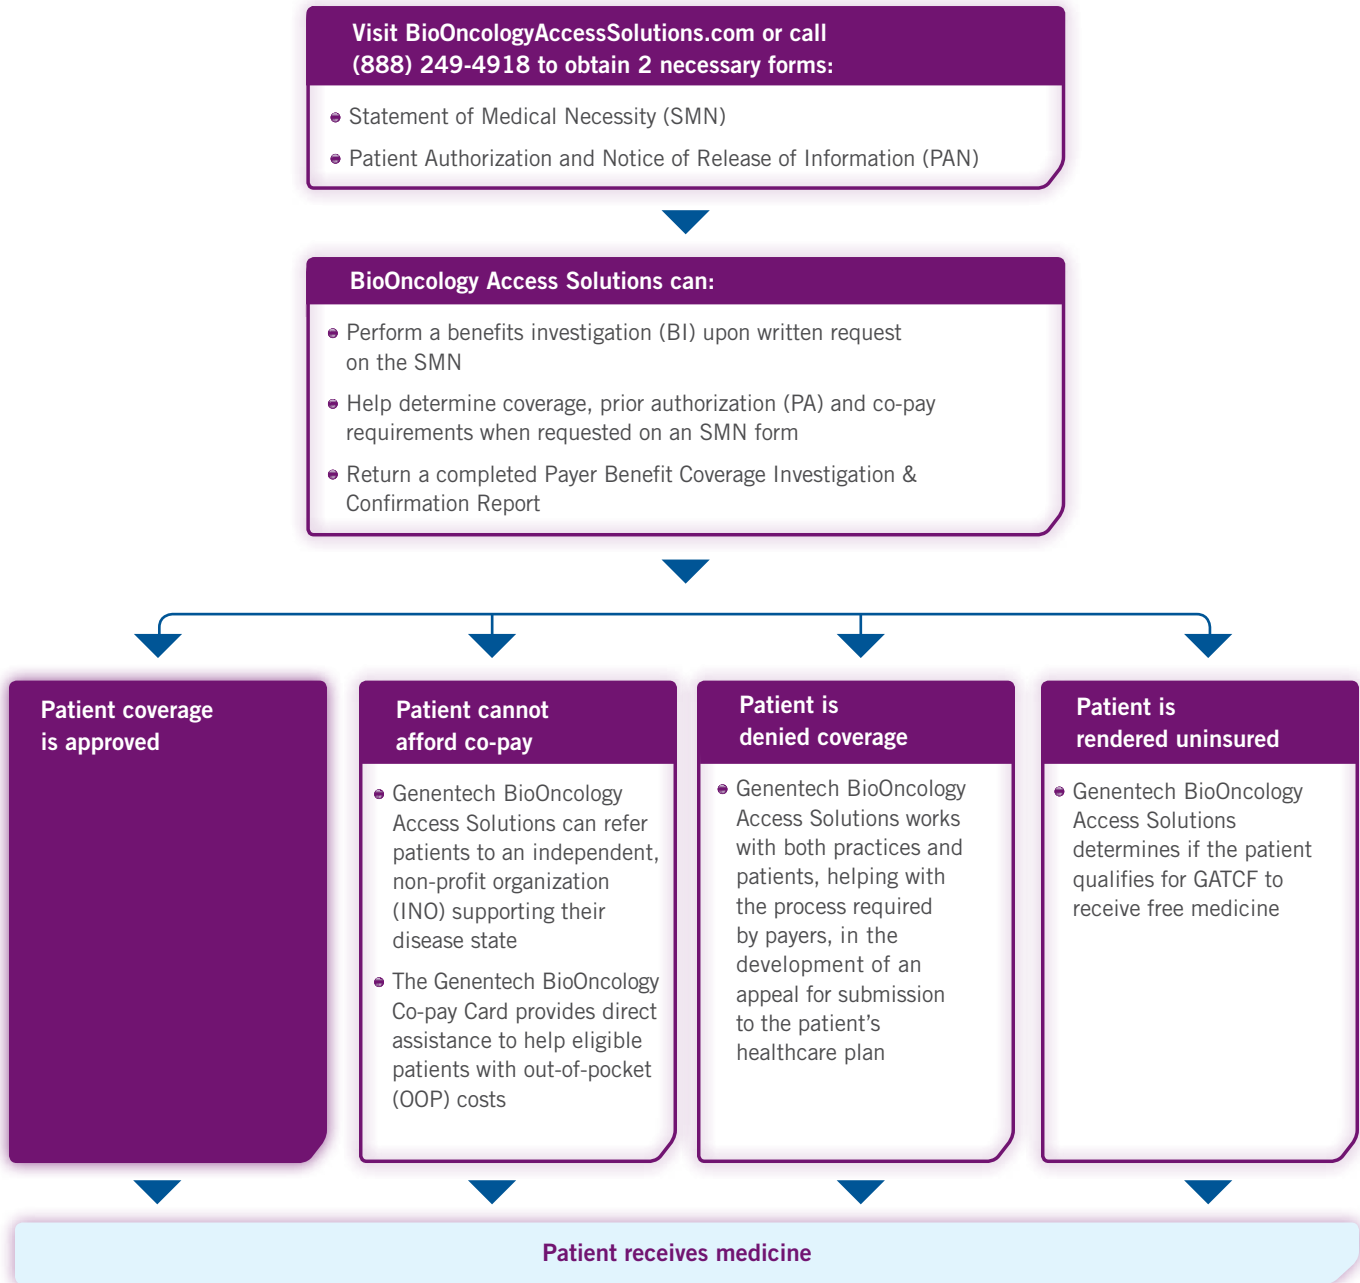 Visit BioOncologyAccessSolutions.com or call
(888) 249-4918 to obtain 2 necessary forms:
Statement of Medical Necessity (SMN)
Patient Authorization and Notice of Release of Information (PAN)
BioOncology Access Solutions can:
Perform a benefits investigation (BI) upon written request
on the SMN
Help determine coverage, prior authorization (PA) and co-pay
requirements when requested on an SMN form
Return a completed Payer Benefit Coverage Investigation &
Confirmation Report
Patient coverage
is approved
Patient cannot
afford co-pay
Genentech BioOncology
Access Solutions can refer
patients to an independent,
non-profit organization
(INO) supporting their
disease state
The Genentech BioOncology
Co-pay Card provides direct
assistance to help eligible
patients with out-of-pocket
(OOP) costs
Patient is
denied coverage
Genentech BioOncology
Access Solutions works
with both practices and
patients, helping with
the process required
by payers, in the
development of an
appeal for submission
to the patient's
healthcare plan
Patient is
rendered uninsured
Genentech BioOncology
Access Solutions
determines if the patient
qualifies for GATCF to
receive free medicine
Patient receives medicine